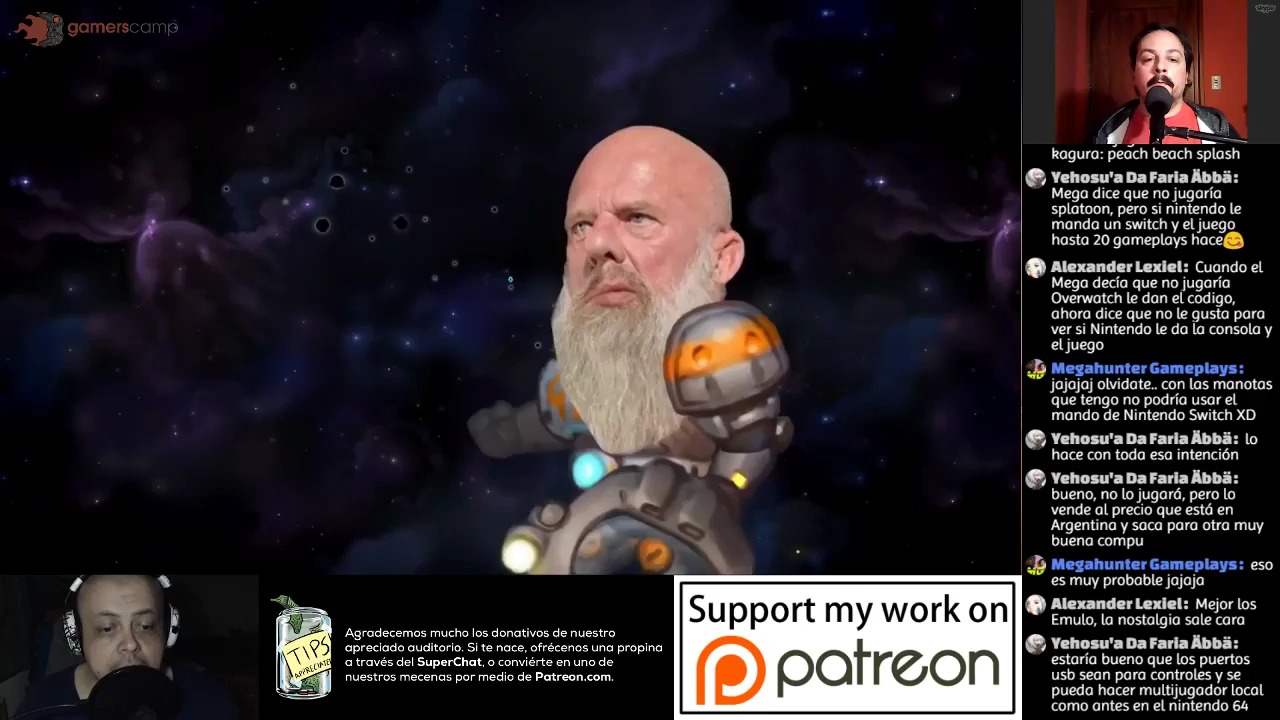 gamerscamp
skype
kagura: peach beach splash
Yehosu'a Da Faria Äbbä:
Mega dice que no jugaría
splatoon, pero si nintendo le
manda un switch y el juego
hasta 20 gameplays hace😋
Alexander Lexiel: Cuando el
Mega decía que no jugaría
Overwatch le dan el codigo,
ahora dice que no le gusta para
ver si Nintendo le da la consola y
el juego
Megahunter Gameplays:
jajajaj olvidate.. con las manotas
que tengo no podría usar el
mando de Nintendo Switch XD
Yehosu'a Da Faria Äbbä: lo
hace con toda esa intención
Yehosu'a Da Faria Äbbä:
bueno, no lo jugará, pero lo
vende al precio que está en
Argentina y saca para otra muy
buena compu
Megahunter Gameplays: eso
es muy probable jajaja
Alexander Lexiel: Mejor los
Emulo, la nostalgia sale cara
Yehosu'a Da Faria Äbbä:
estaría bueno que los puertos
usb sean para controles y se
pueda hacer multijugador local
como antes en el nintendo 64
TIPS
APPRECIATED
Agradecemos mucho los donativos de nuestro
apreciado auditorio. Si te nace, ofrécenos una propina
a través del SuperChat, o conviérte en uno de
nuestros mecenas por medio de Patreon.com.
Support my work on
patreon